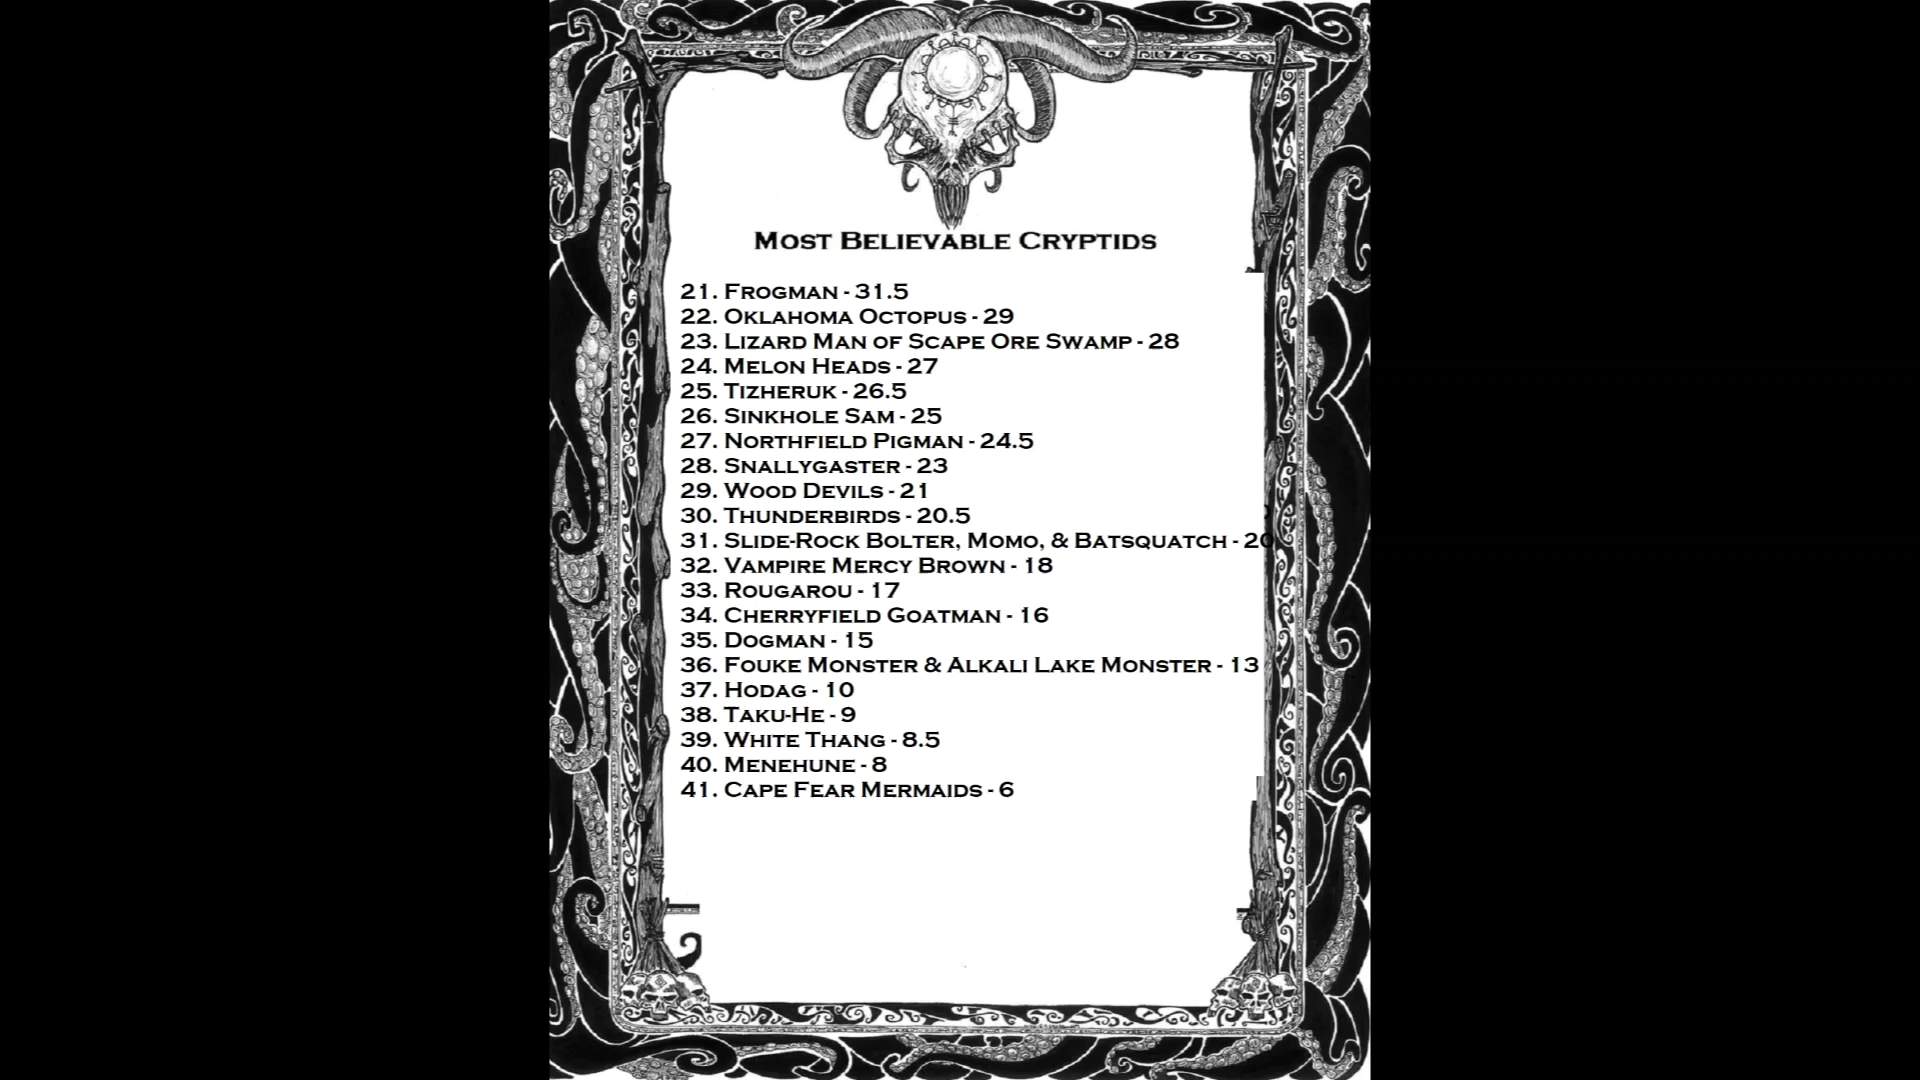 Most Believable Cryptids
21. Frogman - 31.5
22. Oklahoma Octopus - 29
23. Lizard Man of Scape Ore Swamp - 28
24. Melon Heads - 27
25. Tizheruk - 26.5
26. Sinkhole Sam - 25
27. Northfield Pigman - 24.5
28. Snallygaster - 23
29. Wood Devils - 21
30. Thunderbirds - 20.5
31. Slide-Rock Bolter, Momo, & Batsquatch - 20
32. Vampire Mercy Brown - 18
33. Rougarou - 17
34. Cherryfield Goatman - 16
35. Dogman - 15
36. Fouke Monster & Alkali Lake Monster - 13
37. Hodag - 10
38. Taku-He - 9
39. White Thang - 8.5
40. Menehune - 8
41. Cape Fear Mermaids - 6